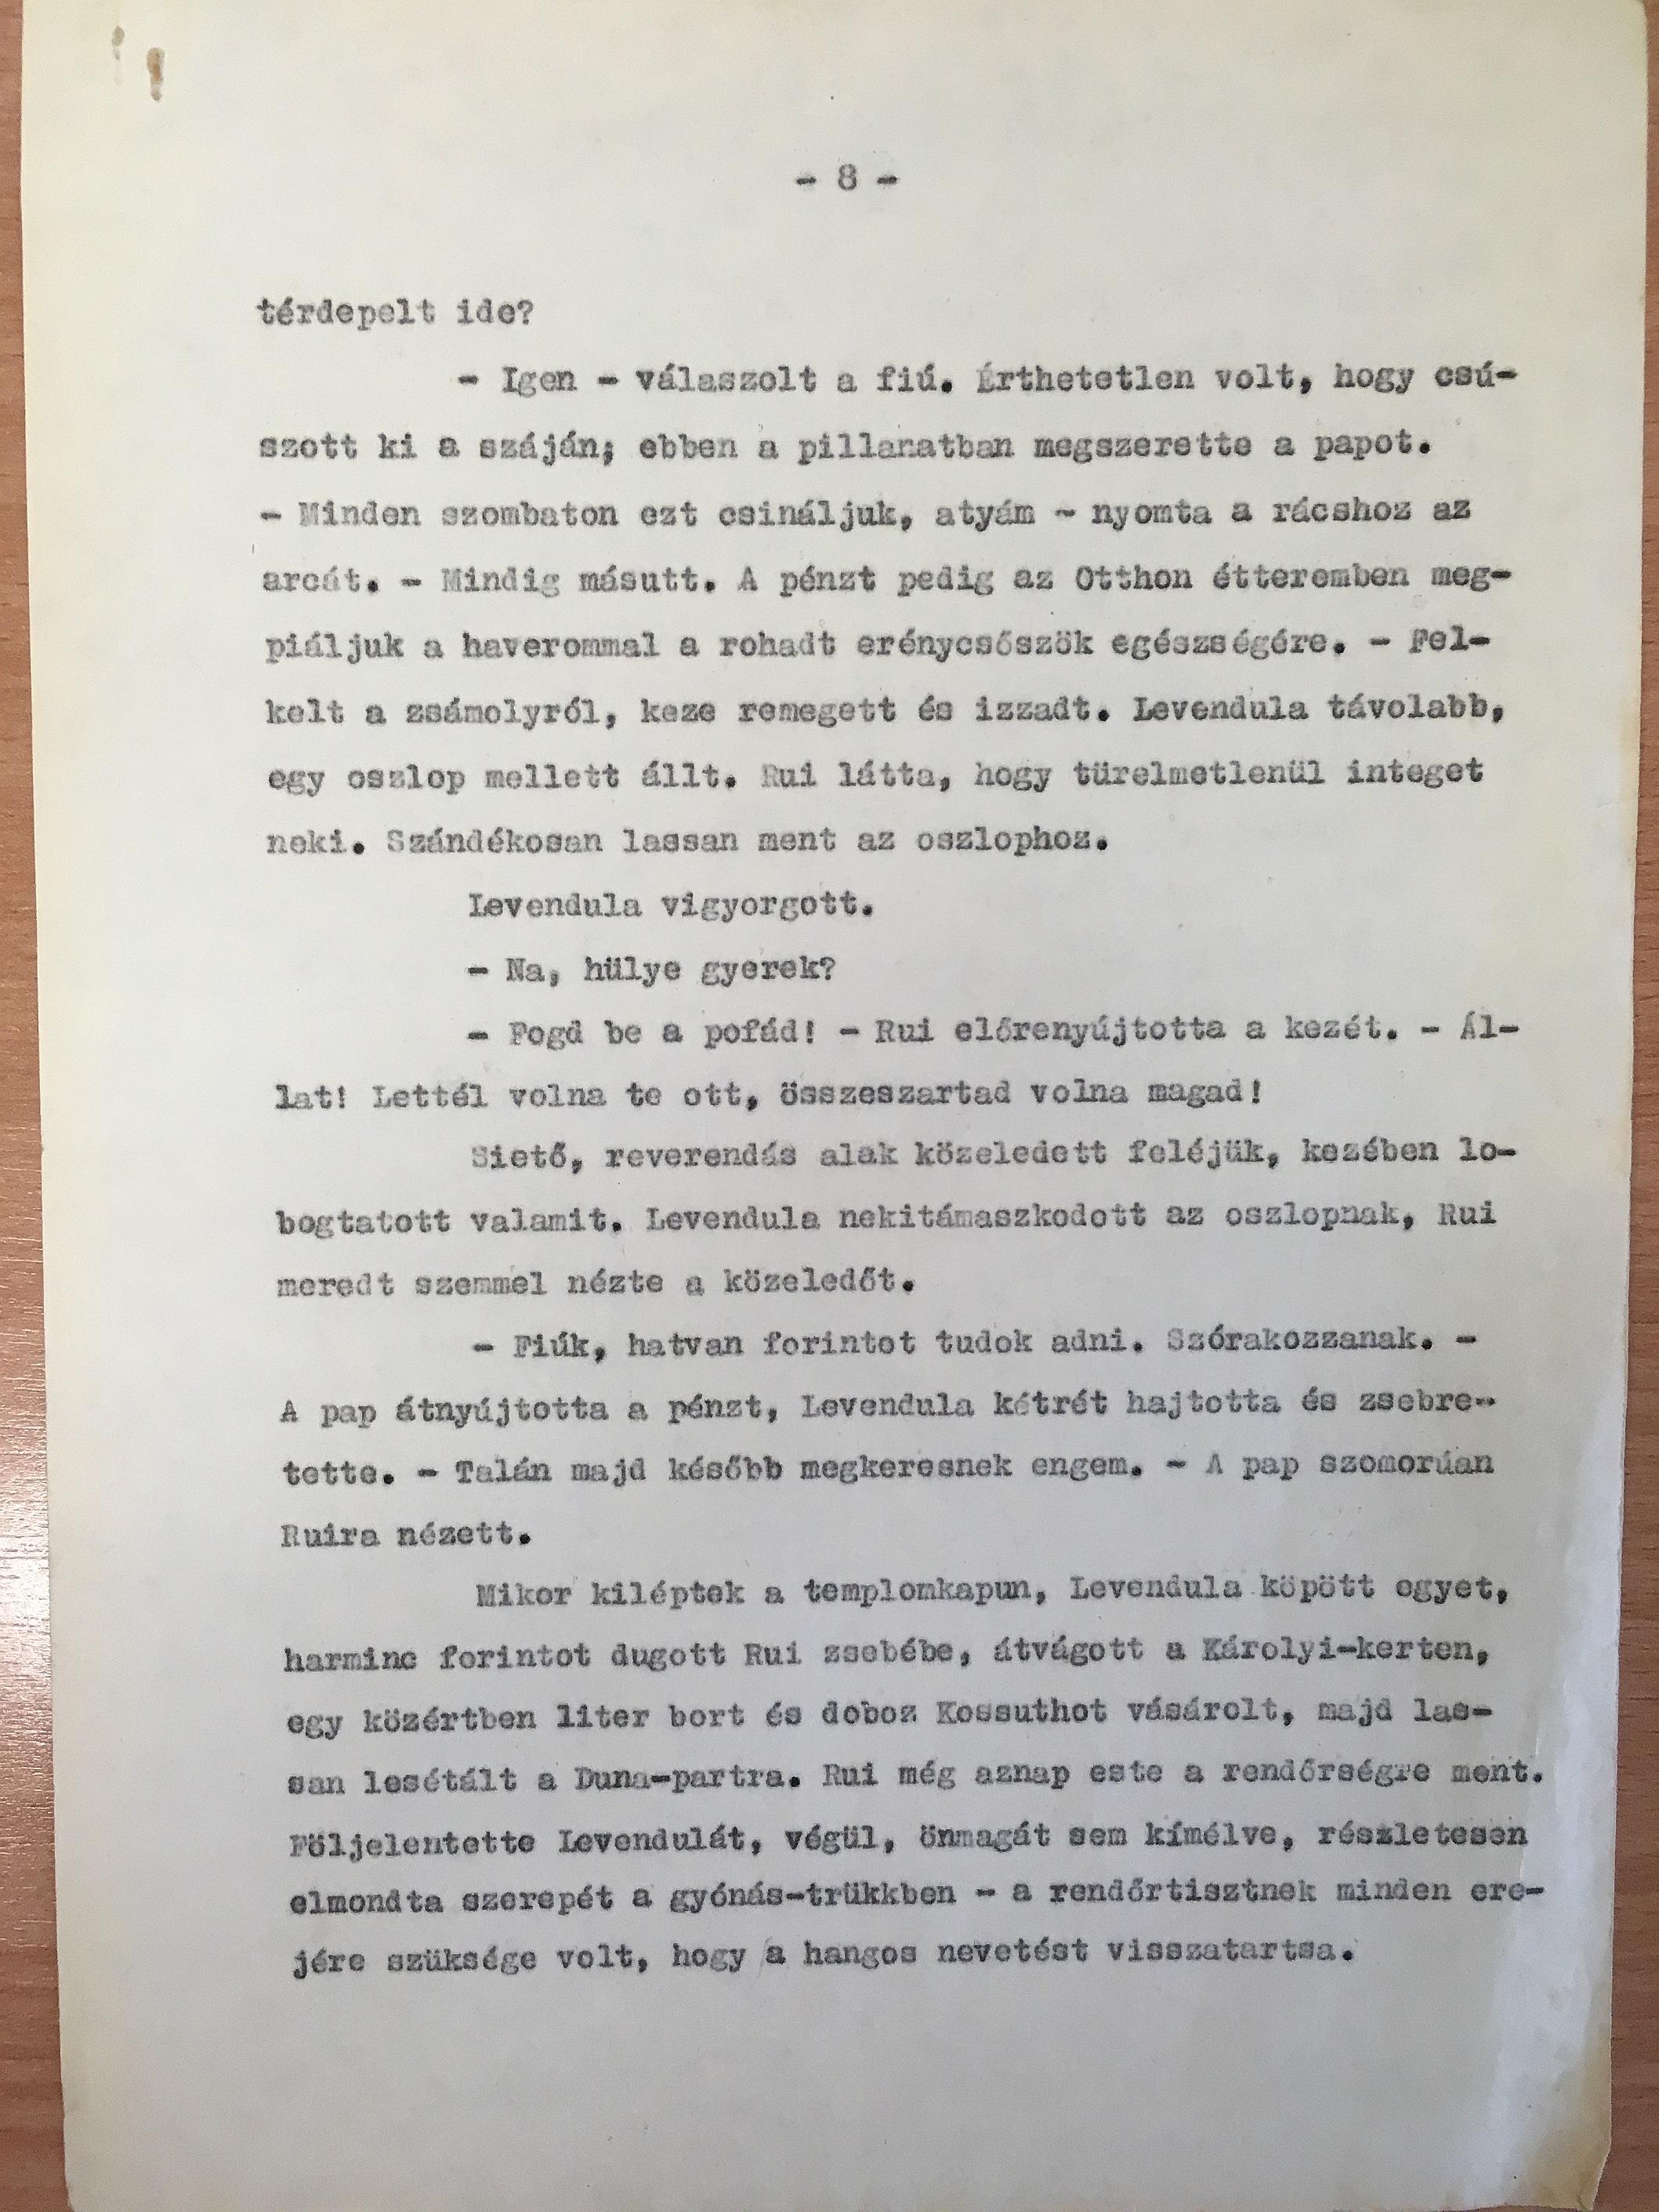 - 8 -
térdepelt ide?
- Igen - válaszolt a fiú. Érthetetlen volt, hogy csú-
szott ki a száján; ebben a pillanatban megszerette a papot.
- Minden szombaton ezt csináljuk, atyám - nyomta a rácshoz az
arcát. - Mindig másutt. A pénzt pedig az Otthon étteremben meg-
piáljuk a haverommal a rohadt erénycsőszök egészségére. - Fel-
kelt a zsámolyról, keze remegett és izzadt. Levendula távolabb,
egy oszlop mellett állt. Rui látta, hogy türelmetlenül integet
neki. Szándékosan lassan ment az oszlophoz.
Levendula vigyorgott.
- Na, hülye gyerek?
- Fogd be a pofád! - Rui előrenyújtotta a kezét. - Ál-
lat! Lettél volna te ott, összeszartad volna magad!
Siető, reverendás alak közeledett feléjük, kezében lo-
bogtatott valamit. Levendula nekitámaszkodott az oszlopnak, Rui
meredt szemmel nézte a közeledőt.
- Fiúk, hatvan forintot tudok adni. Szórakozzanak. -
A pap átnyújtotta a pénzt, Levendula kétrét hajtotta és zsebre-
tette. - Talán majd később megkeresnek engem. - A pap szomorúan
Ruira nézett.
Mikor kiléptek a templomkapun, Levendula köpött egyet,
harminc forintot dugott Rui zsebébe, átvágott a Károlyi-kerten,
egy közértben liter bort és doboz Kossuthot vásárolt, majd las-
san lesétált a Duna-partra. Rui még aznap este a rendőrségre ment.
Följelentette Levendulát, végül, önmagát sem kímélve, részletesen
elmondta szerepét a gyónás-trükkben - a rendőrtisztnek minden ere-
jére szüksége volt, hogy a hangos nevetést visszatartsa.